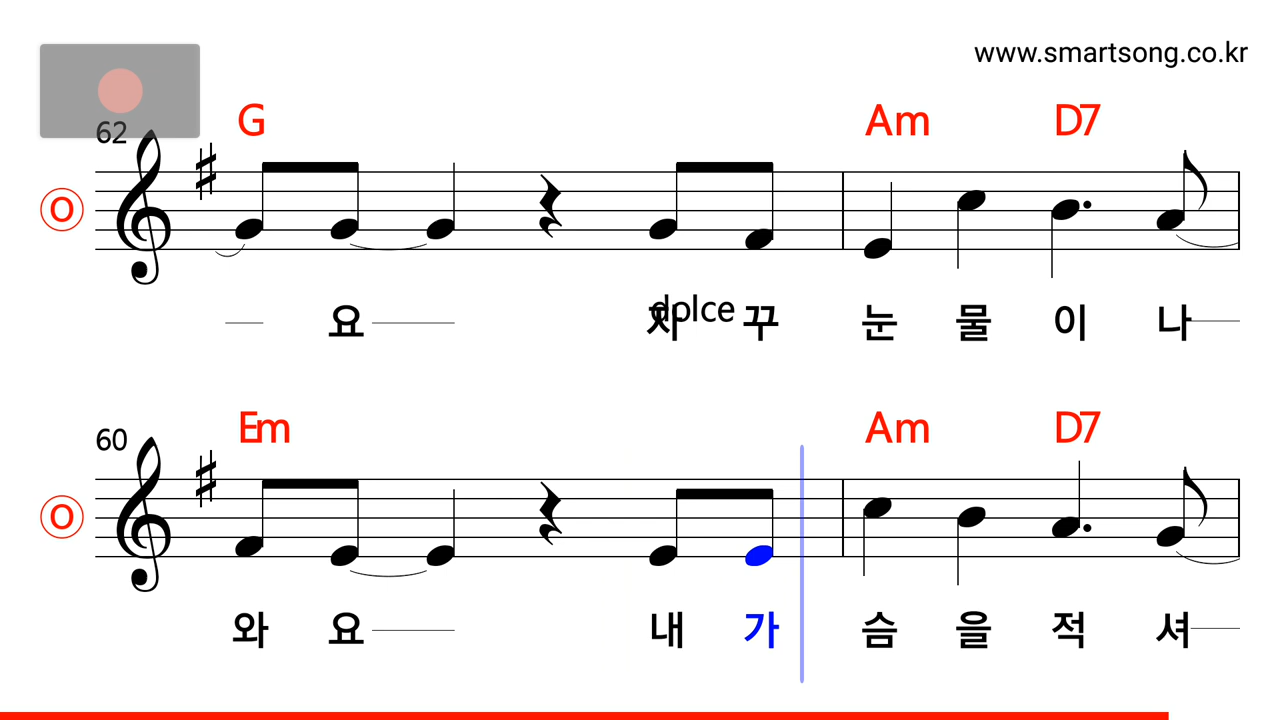 www.smartsong.co.kr
62
G Am D7
O
dolce
요 자 꾸 눈 물 이 나
60
Em Am D7
O
와 요 내 가 슴 을 적 셔